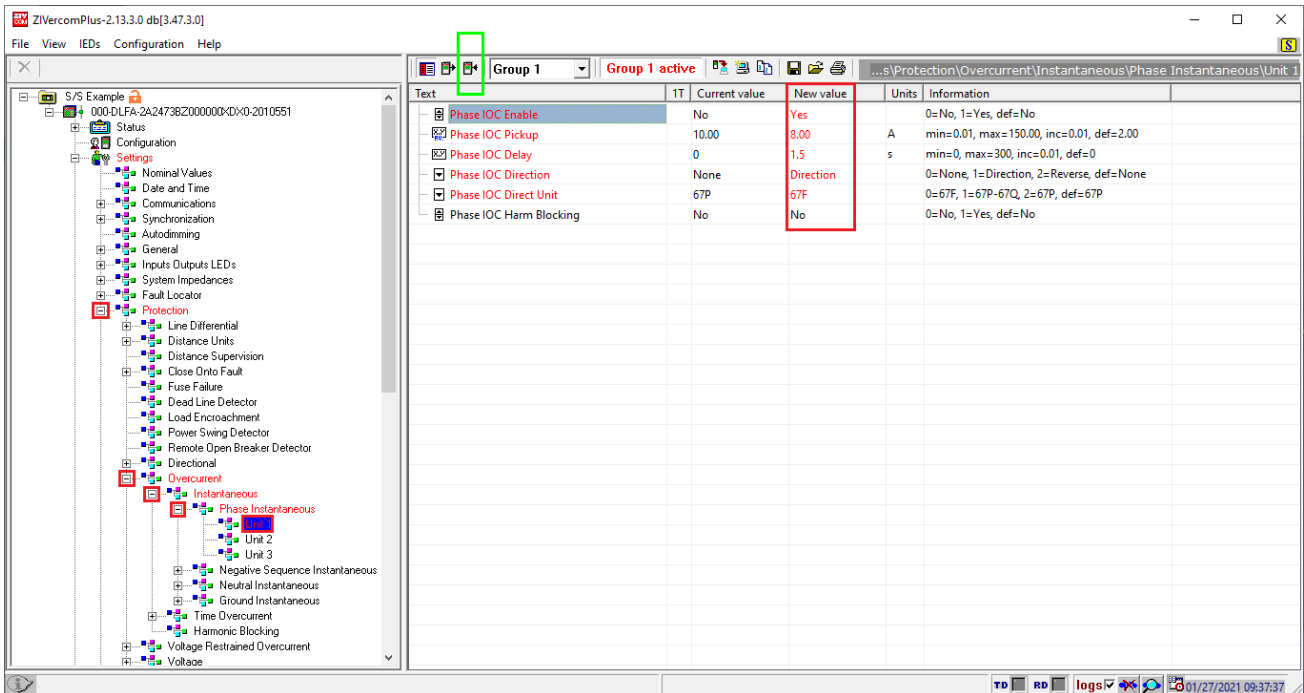 ZIVercomPlus-2.13.3.0 db[3.47.3.0]
File View IEDs Configuration Help
S
Group 1 Group 1 active ...s\Protection\Overcurrent\Instantaneous\Phase Instantaneous\Unit 1
S/S Example
000-DLFA-2A2473BZ000000XDX0-2010551
Status
Configuration
Settings
Nominal Values
Date and Time
Communications
Synchronization
Autodimming
General
Inputs Outputs LEDs
System Impedances
Fault Locator
Protection
Line Differential
Distance Units
Distance Supervision
Close Onto Fault
Fuse Failure
Dead Line Detector
Load Encroachment
Power Swing Detector
Remote Open Breaker Detector
Directional
Overcurrent
Instantaneous
Phase Instantaneous
Unit 1
Unit 2
Unit 3
Negative Sequence Instantaneous
Neutral Instantaneous
Ground Instantaneous
Time Overcurrent
Harmonic Blocking
Voltage Restrained Overcurrent
Voltage
Text 1T Current value New value Units Information
Phase IOC Enable No Yes 0=No, 1=Yes, def=No
Phase IOC Pickup 10.00 8.00 A min=0.01, max=150.00, inc=0.01, def=2.00
Phase IOC Delay 0 1.5 s min=0, max=300, inc=0.01, def=0
Phase IOC Direction None Direction 0=None, 1=Direction, 2=Reverse, def=None
Phase IOC Direct Unit 67P 67F 0=67F, 1=67P-67Q, 2=67P, def=67P
Phase IOC Harm Blocking No No 0=No, 1=Yes, def=No
TD RD logs 01/27/2021 09:37:37